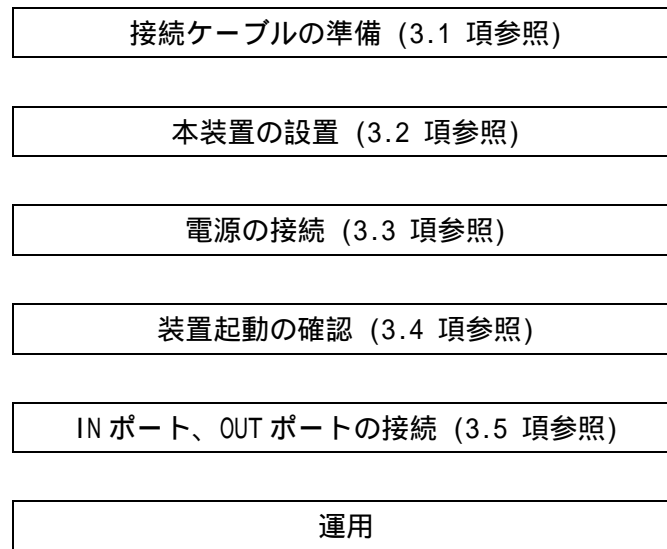 接続ケーブルの準備 (3.1 項参照)
本装置の設置 (3.2 項参照)
電源の接続 (3.3 項参照)
装置起動の確認 (3.4 項参照)
IN ポート、OUT ポートの接続 (3.5 項参照)
運用